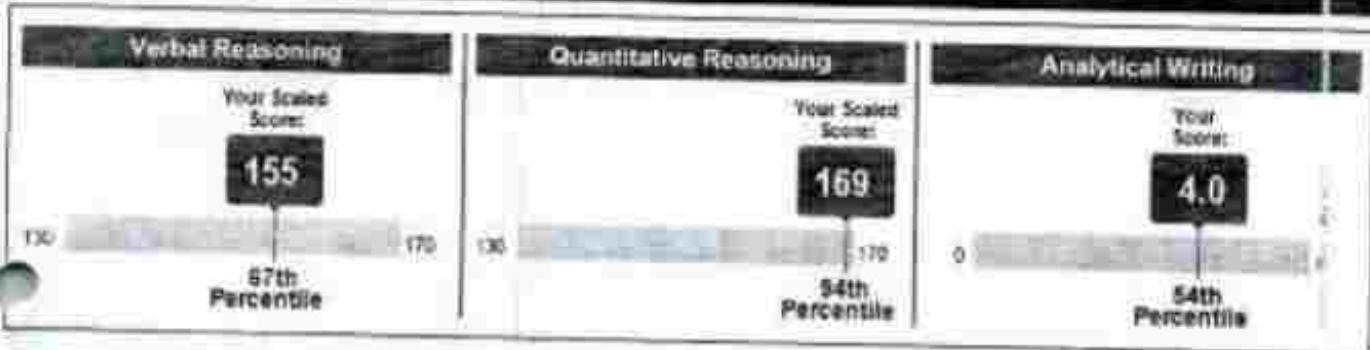 Verbal Reasoning
Your Scaled
Score:
155
130
170
67th
Percentile
Quantitative Reasoning
Your Scaled
Score:
169
130
170
94th
Percentile
Analytical Writing
Your
Score:
4.0
0
54th
Percentile